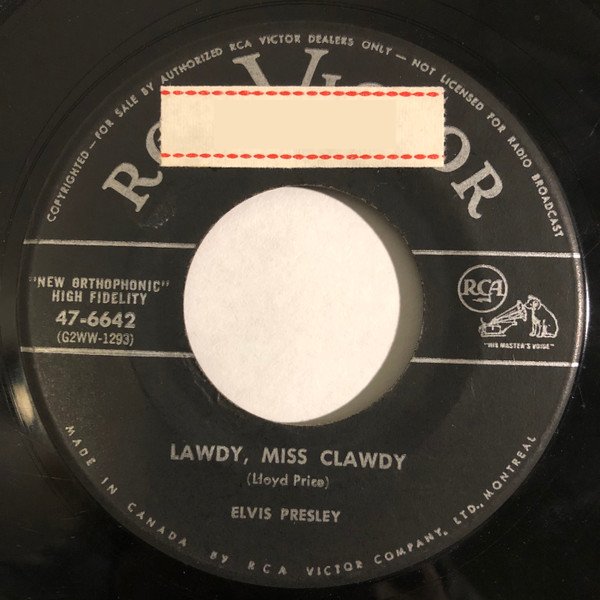 COPYRIGHTED — FOR SALE BY AUTHORIZED RCA VICTOR DEALERS ONLY — NOT LICENSED FOR RADIO BROADCAST
"NEW ORTHOPHONIC"
HIGH FIDELITY
47-6642
(G2WW-1293)
RCA
"HIS MASTER'S VOICE"
LAWDY, MISS CLAWDY
(Lloyd Price)
ELVIS PRESLEY
MADE IN CANADA BY RCA VICTOR COMPANY, LTD., MONTREAL